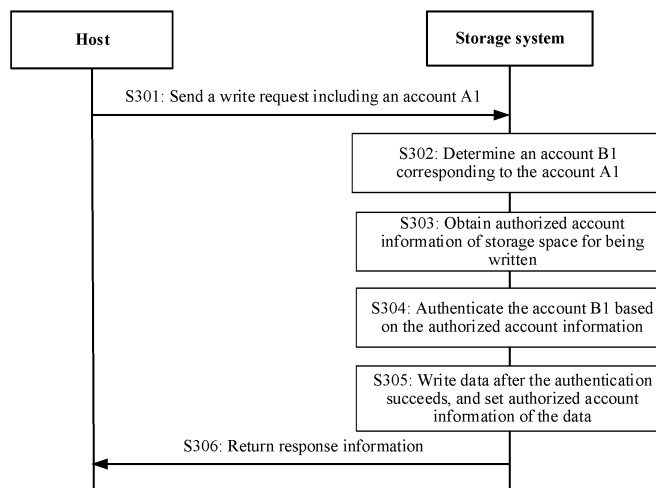 Host
Storage system
S301: Send a write request including an account A1
S302: Determine an account B1
corresponding to the account A1
S303: Obtain authorized account
information of storage space for being
written
S304: Authenticate the account B1 based
on the authorized account information
S305: Write data after the authentication
succeeds, and set authorized account
information of the data
S306: Return response information